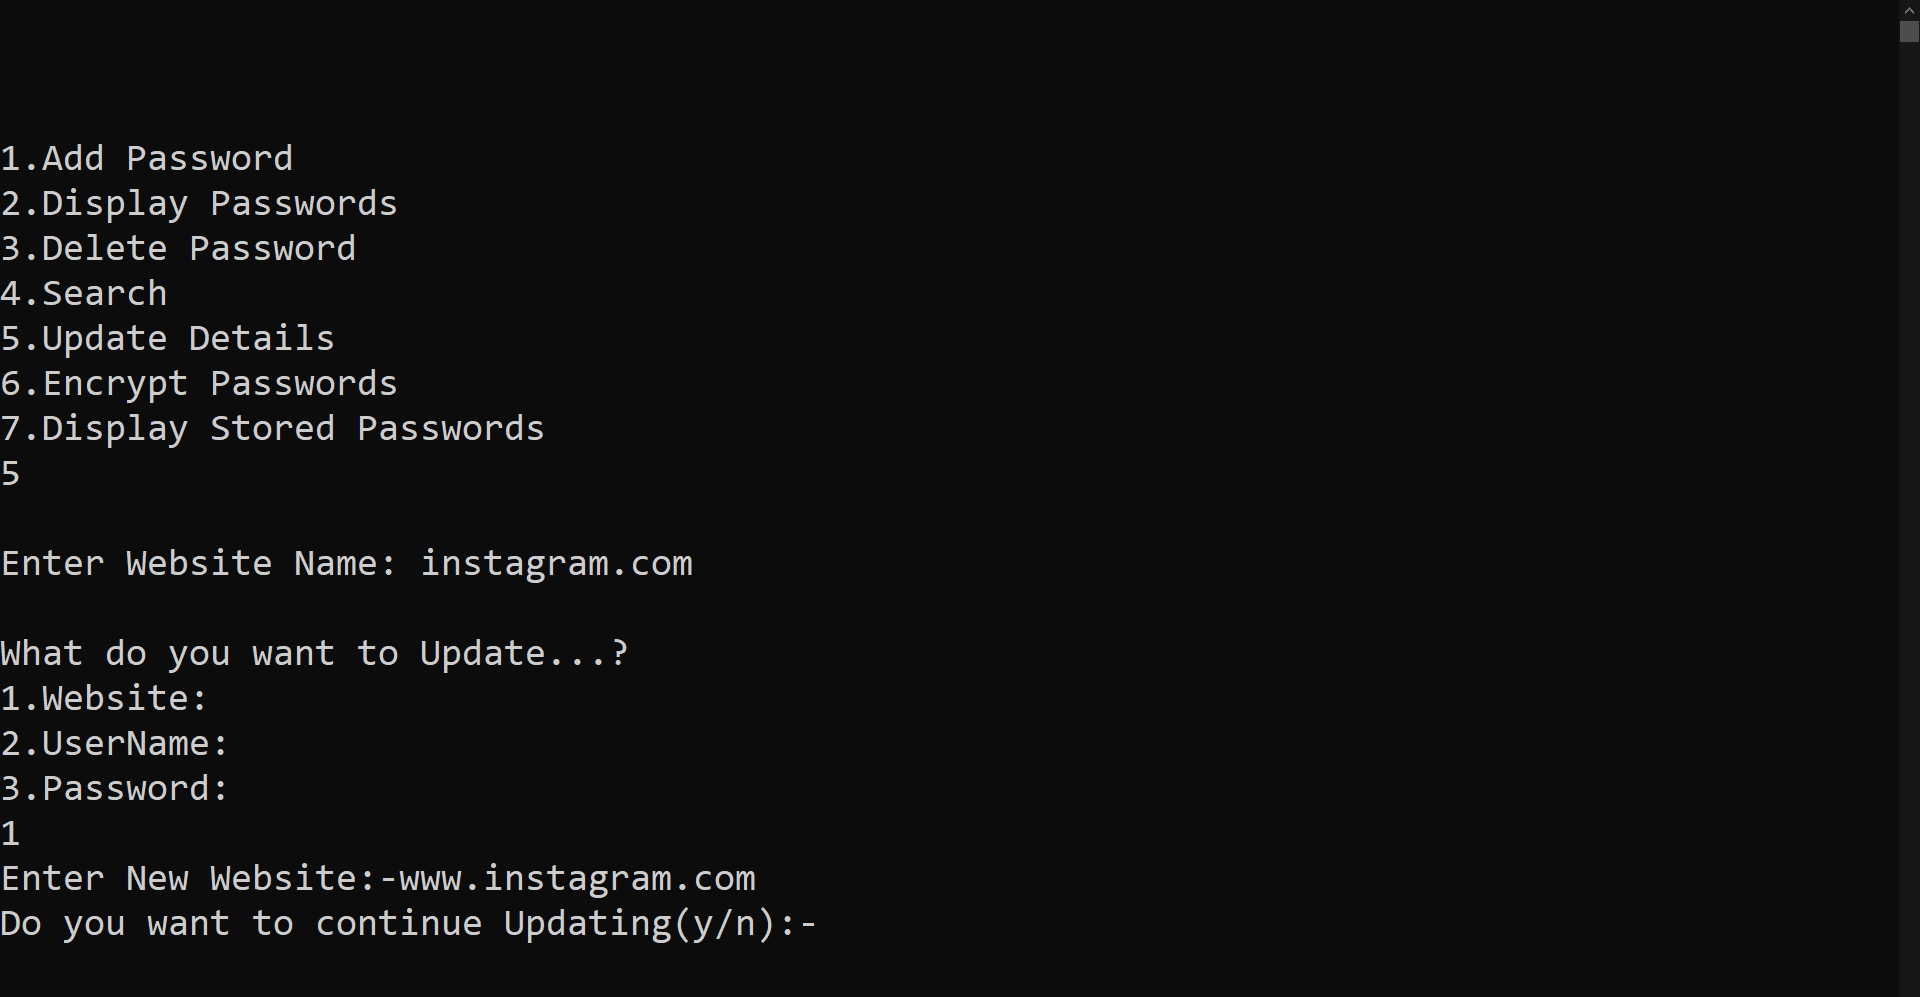 1.Add Password
2.Display Passwords
3.Delete Password
4.Search
5.Update Details
6.Encrypt Passwords
7.Display Stored Passwords
5
Enter Website Name: instagram.com
What do you want to Update...?
1.Website:
2.UserName:
3.Password:
1
Enter New Website:-www.instagram.com
Do you want to continue Updating(y/n):-